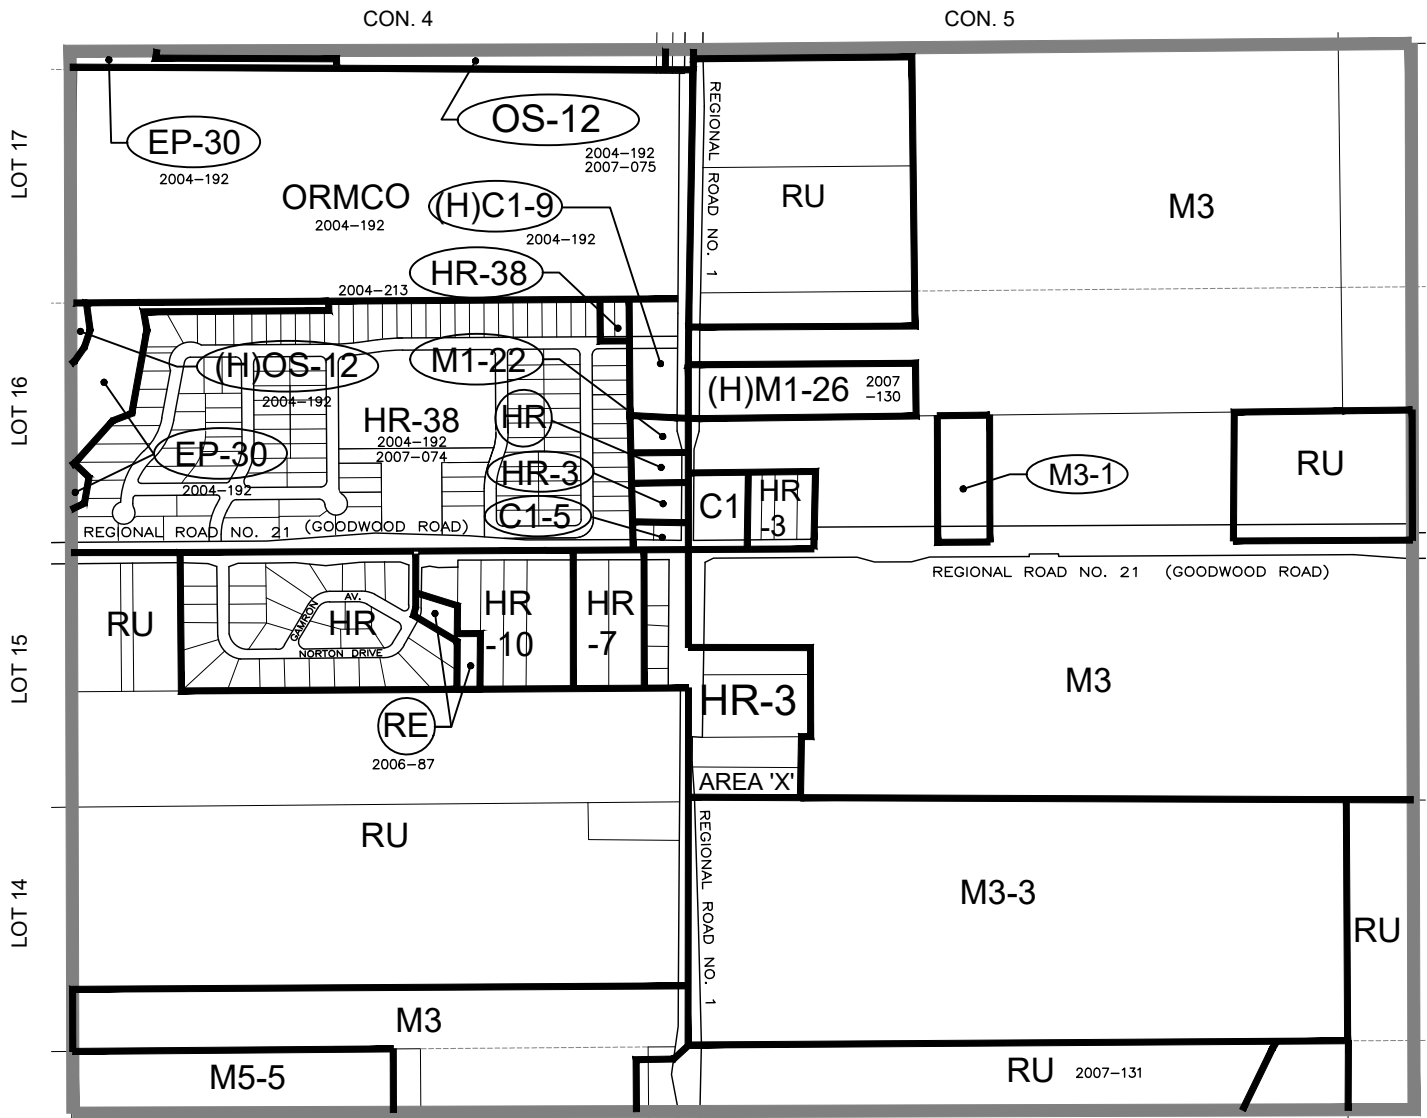 CON. 4
CON. 5
LOT 17
LOT 16
LOT 15
LOT 14
EP-30
2004-192
OS-12
2004-192
2007-075
ORMCO
2004-192
(H)C1-9
2004-192
HR-38
2004-213
REGIONAL ROAD NO. 1
RU
M3
(H)OS-12
2004-192
M1-22
HR-38
2004-192
2007-074
HR
HR-3
C1-5
EP-30
2004-192
(H)M1-26
2007
-130
C1
HR
-3
M3-1
RU
REGIONAL ROAD NO. 21 (GOODWOOD ROAD)
REGIONAL ROAD NO. 21 (GOODWOOD ROAD)
RU
GAMRON
AV.
HR
NORTON DRIVE
HR
-10
HR
-7
RE
2006-87
HR-3
AREA 'X'
M3
RU
REGIONAL ROAD NO. 1
M3-3
RU
M3
M5-5
RU
2007-131